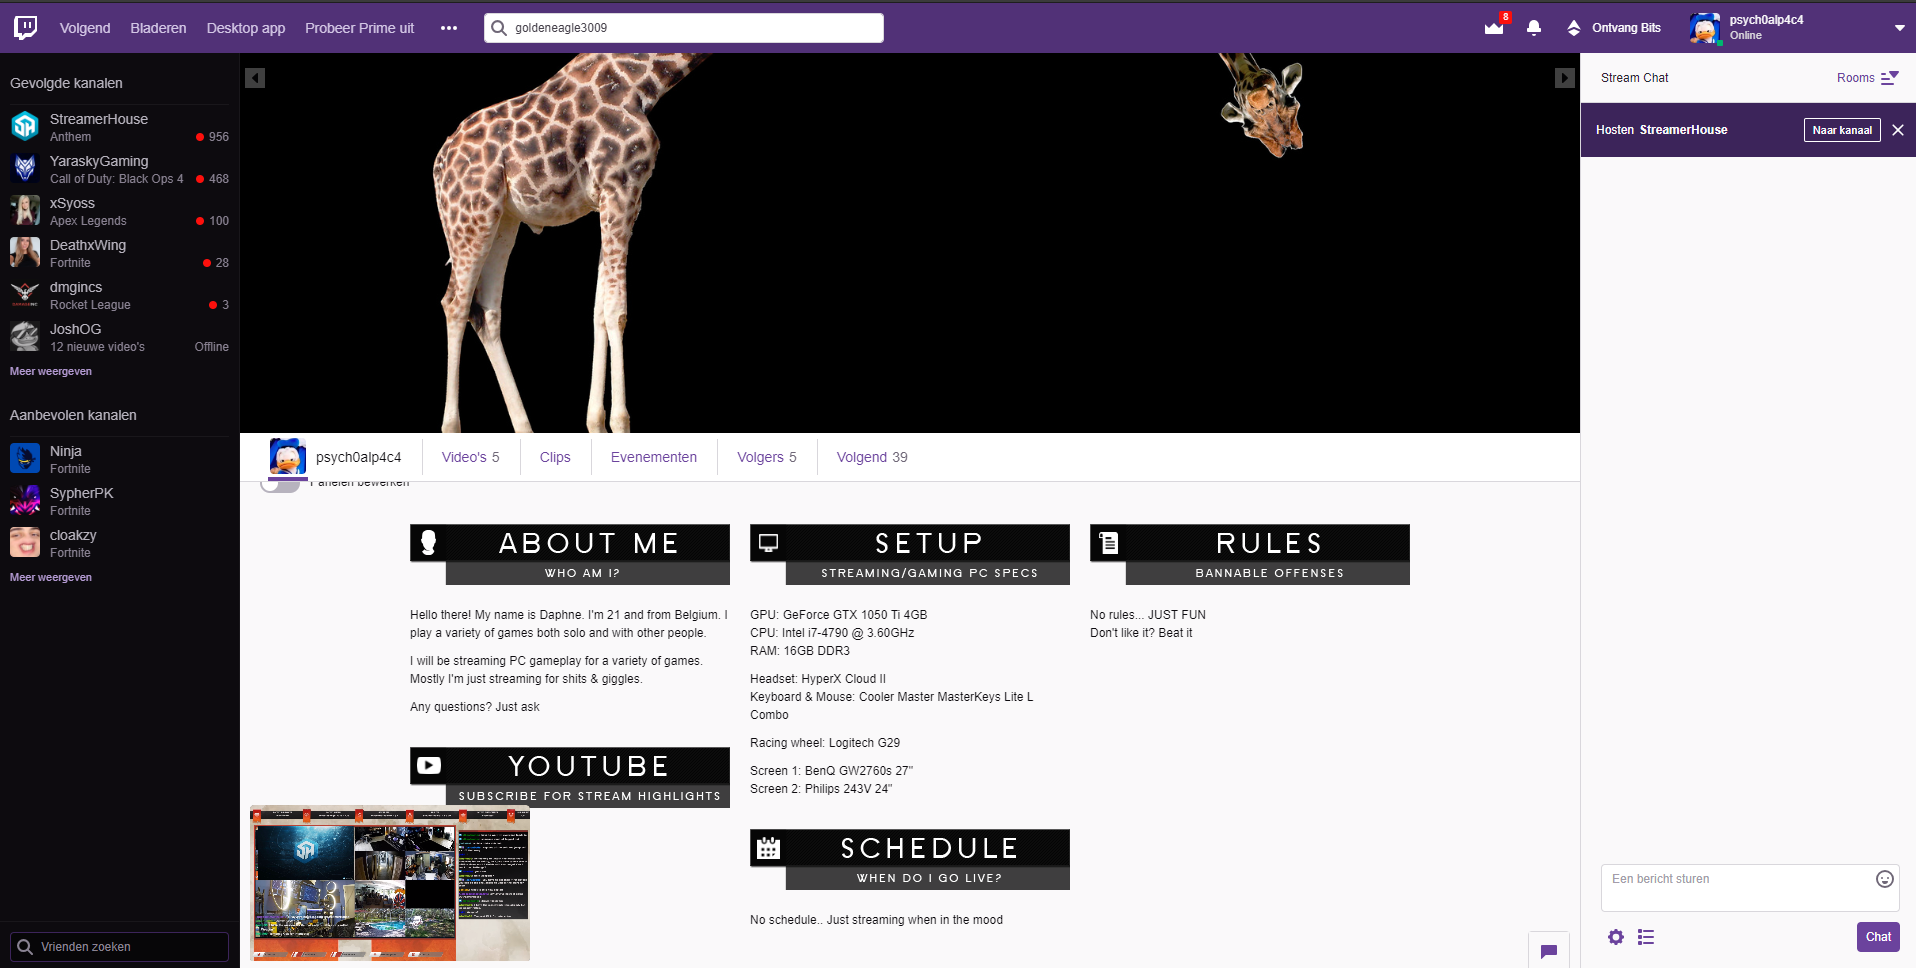 Volgend Bladeren Desktop app Probeer Prime uit
goldeneagle3009
8
Ontvang Bits
psych0alp4c4
Online
Gevolgde kanalen
StreamerHouse
Anthem 956
YaraskyGaming
Call of Duty: Black Ops 4 468
xSyoss
Apex Legends 100
DeathxWing
Fortnite 28
dmgincs
Rocket League 3
JoshOG
12 nieuwe video's Offline
Meer weergeven
Aanbevolen kanalen
Ninja
Fortnite
SypherPK
Fortnite
cloakzy
Fortnite
Meer weergeven
Vrienden zoeken
psych0alp4c4 Video's 5 Clips Evenementen Volgers 5 Volgend 39
Panelen bewerken
ABOUT ME
WHO AM I?
Hello there! My name is Daphne. I'm 21 and from Belgium. I
play a variety of games both solo and with other people.
I will be streaming PC gameplay for a variety of games.
Mostly I'm just streaming for shits & giggles.
Any questions? Just ask
YOUTUBE
SUBSCRIBE FOR STREAM HIGHLIGHTS
SETUP
STREAMING/GAMING PC SPECS
GPU: GeForce GTX 1050 Ti 4GB
CPU: Intel i7-4790 @ 3.60GHz
RAM: 16GB DDR3
Headset: HyperX Cloud II
Keyboard & Mouse: Cooler Master MasterKeys Lite L
Combo
Racing wheel: Logitech G29
Screen 1: BenQ GW2760s 27"
Screen 2: Philips 243V 24"
SCHEDULE
WHEN DO I GO LIVE?
No schedule.. Just streaming when in the mood
RULES
BANNABLE OFFENSES
No rules... JUST FUN
Don't like it? Beat it
Stream Chat Rooms
Hosten StreamerHouse Naar kanaal
Een bericht sturen
Chat